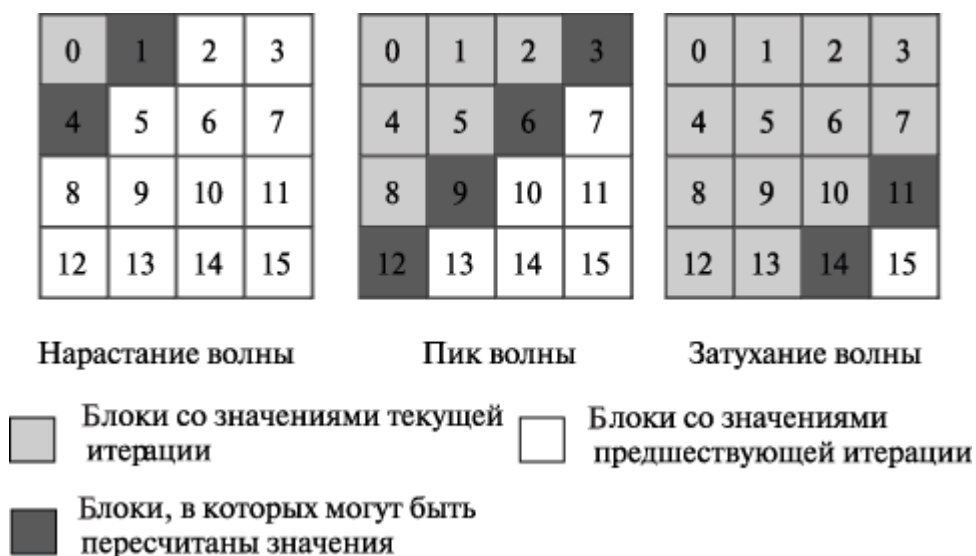 0 1 2 3 0 1 2 3 0 1 2 3
4 5 6 7 4 5 6 7 4 5 6 7
8 9 10 11 8 9 10 11 8 9 10 11
12 13 14 15 12 13 14 15 12 13 14 15
Нарастание волны Пик волны Затухание волны
Блоки со значениями текущей
итерации
Блоки со значениями
предшествующей итерации
Блоки, в которых могут быть
пересчитаны значения